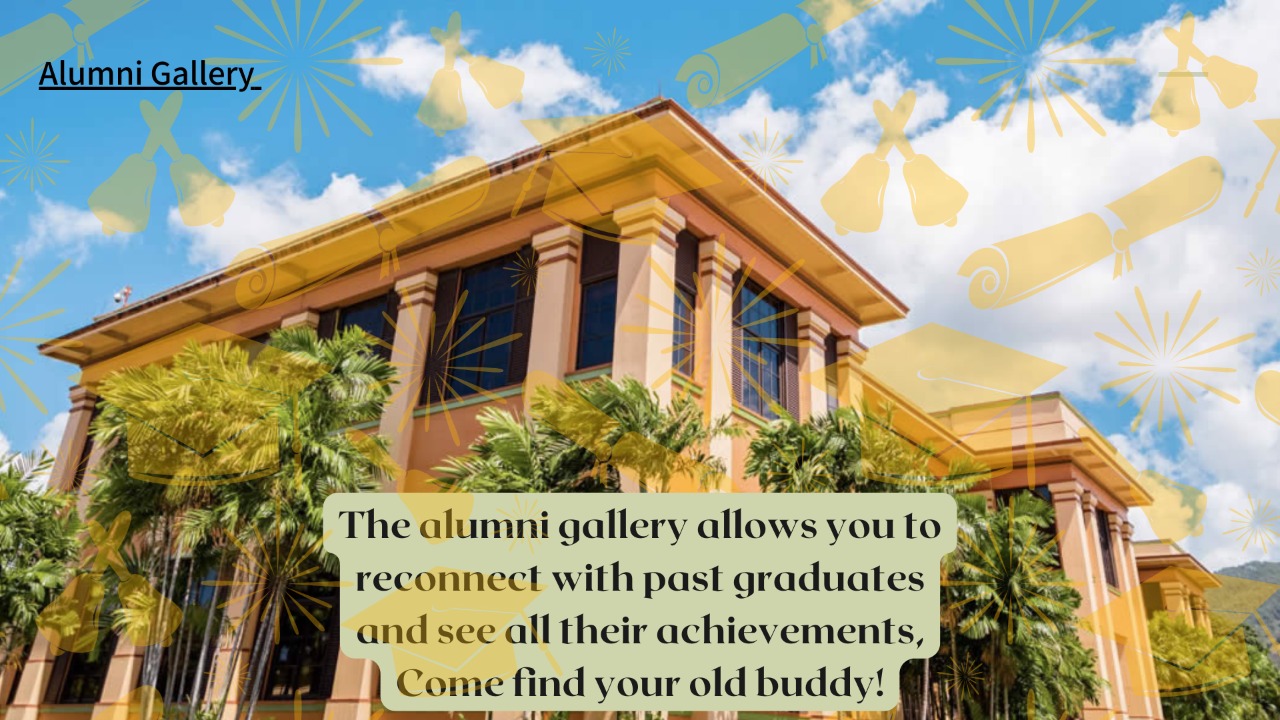 Alumni Gallery
The alumni gallery allows you to
reconnect with past graduates
and see all their achievements,
Come find your old buddy!